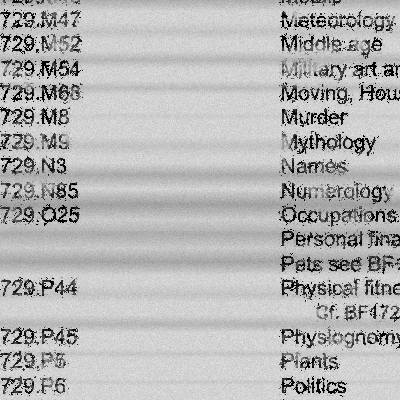 729.M47 Meteorology
729.M52 Middle age
729.M54 Military art an
729.M68 Moving, Hous
729.M8 Murder
729.M9 Mythology
729.N3 Names
729.N85 Numerology
729.O25 Occupations.
Personal fina
Pets see BF4
729.P44 Physical fitne
Cf. BF472
729.P45 Physiognomy
729.P5 Plants
729.P6 Politics